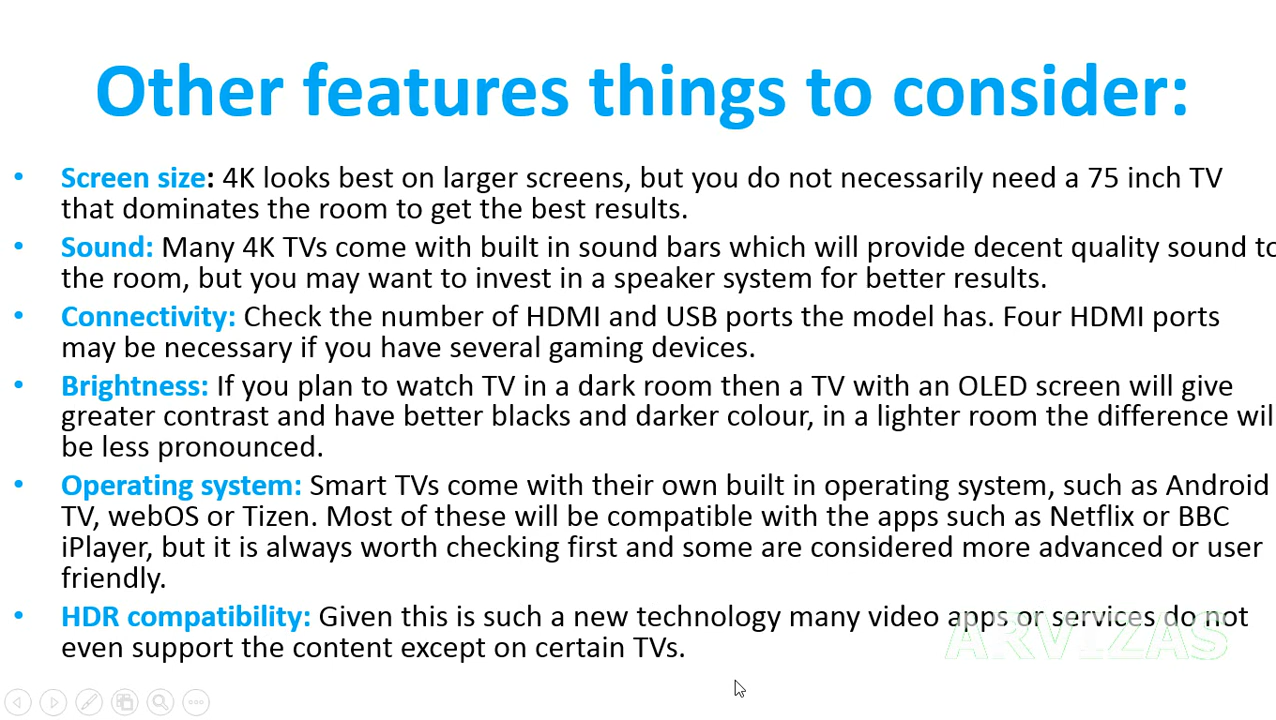 Other features things to consider:
• Screen size: 4K looks best on larger screens, but you do not necessarily need a 75 inch TV
that dominates the room to get the best results.
• Sound: Many 4K TVs come with built in sound bars which will provide decent quality sound to
the room, but you may want to invest in a speaker system for better results.
• Connectivity: Check the number of HDMI and USB ports the model has. Four HDMI ports
may be necessary if you have several gaming devices.
• Brightness: If you plan to watch TV in a dark room then a TV with an OLED screen will give
greater contrast and have better blacks and darker colour, in a lighter room the difference will
be less pronounced.
• Operating system: Smart TVs come with their own built in operating system, such as Android
TV, webOS or Tizen. Most of these will be compatible with the apps such as Netflix or BBC
iPlayer, but it is always worth checking first and some are considered more advanced or user
friendly.
• HDR compatibility: Given this is such a new technology many video apps or services do not
even support the content except on certain TVs.
ARVIZAS